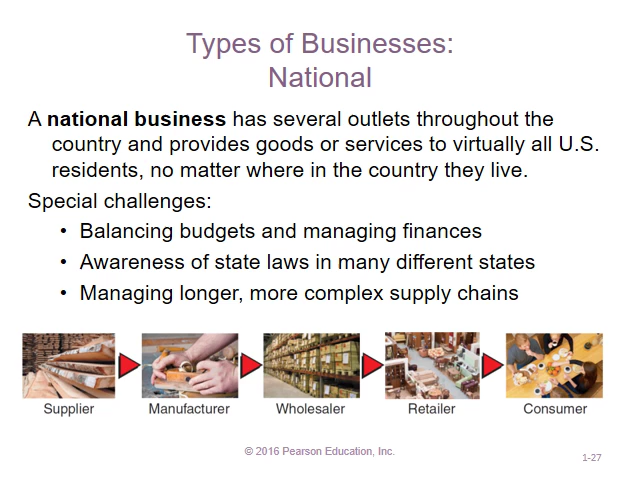 Types of Businesses:
National
A national business has several outlets throughout the
country and provides goods or services to virtually all U.S.
residents, no matter where in the country they live.
Special challenges:
• Balancing budgets and managing finances
• Awareness of state laws in many different states
• Managing longer, more complex supply chains
Supplier Manufacturer Wholesaler Retailer Consumer
© 2016 Pearson Education, Inc.
1-27